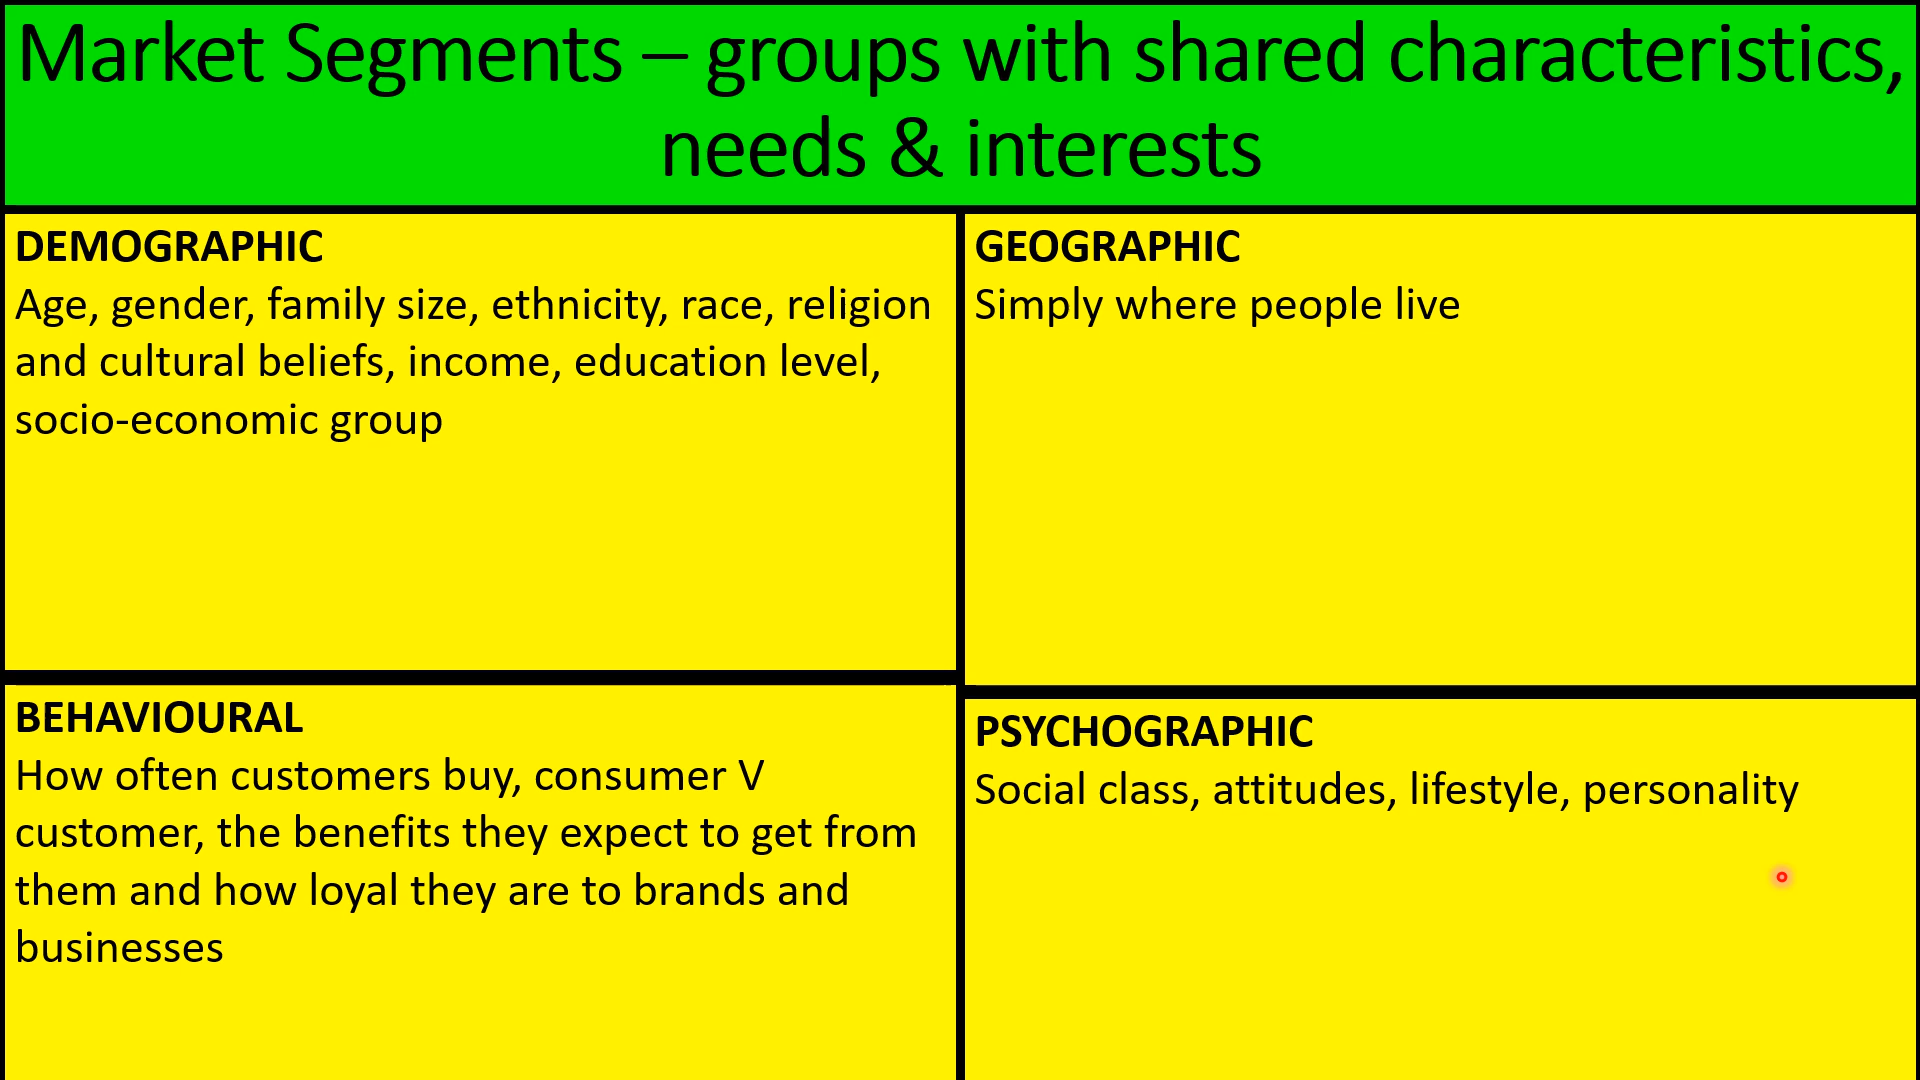 Market Segments – groups with shared characteristics,
needs & interests
DEMOGRAPHIC
Age, gender, family size, ethnicity, race, religion
and cultural beliefs, income, education level,
socio-economic group
GEOGRAPHIC
Simply where people live
BEHAVIOURAL
How often customers buy, consumer V
customer, the benefits they expect to get from
them and how loyal they are to brands and
businesses
PSYCHOGRAPHIC
Social class, attitudes, lifestyle, personality